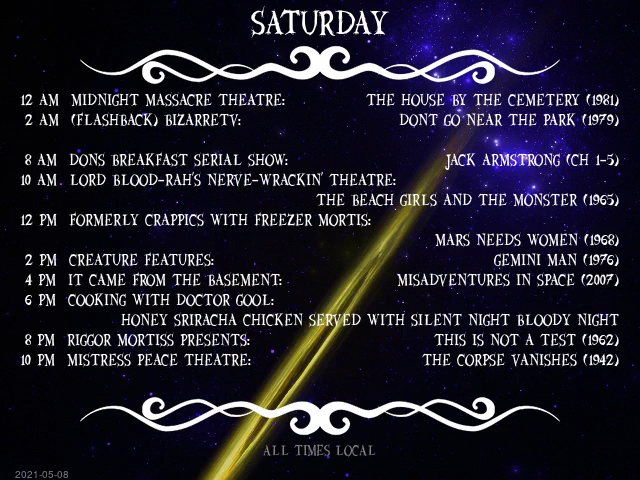 SATURDAY
12 AM MIDNIGHT MASSACRE THEATRE: THE HOUSE BY THE CEMETERY (1981)
2 AM (FLASHBACK) BIZARRETV: DONT GO NEAR THE PARK (1979)
8 AM DONS BREAKFAST SERIAL SHOW: JACK ARMSTRONG (CH 1-5)
10 AM LORD BLOOD-RAH'S NERVE-WRACKIN' THEATRE:
THE BEACH GIRLS AND THE MONSTER (1965)
12 PM FORMERLY CRAPPICS WITH FREEZER MORTIS:
MARS NEEDS WOMEN (1968)
2 PM CREATURE FEATURES: GEMINI MAN (1976)
4 PM IT CAME FROM THE BASEMENT: MISADVENTURES IN SPACE (2007)
6 PM COOKING WITH DOCTOR GOOL:
HONEY SRIRACHA CHICKEN SERVED WITH SILENT NIGHT BLOODY NIGHT
8 PM RIGGOR MORTISS PRESENTS: THIS IS NOT A TEST (1962)
10 PM MISTRESS PEACE THEATRE: THE CORPSE VANISHES (1942)
ALL TIMES LOCAL
2021-05-08